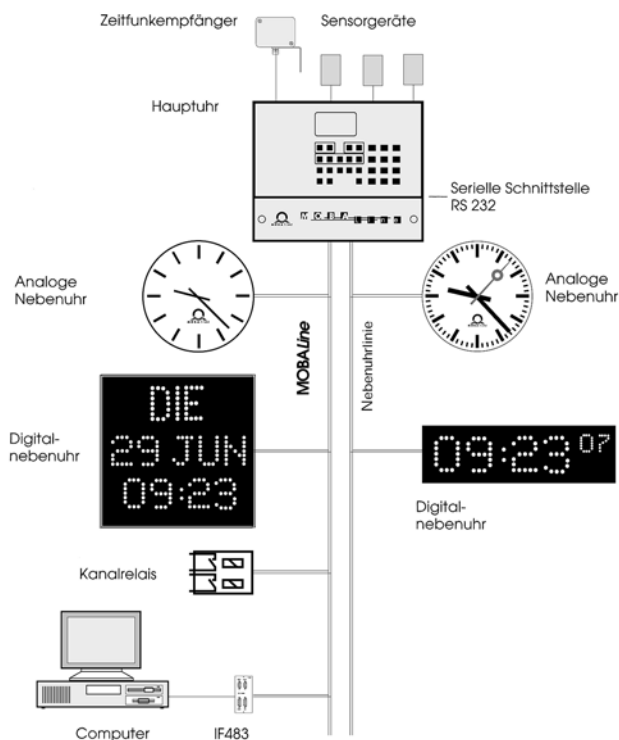 Zeitfunkempfänger
Sensorgeräte
Hauptuhr
MOBA
Serielle Schnittstelle
RS 232
Analoge
Nebenuhr
Analoge
Nebenuhr
MOBALine
Nebenuhrlinie
DIE
29 JUN
09:23
Digital-
nebenuhr
09:23 07
Digital-
nebenuhr
Kanalrelais
Computer
IF483